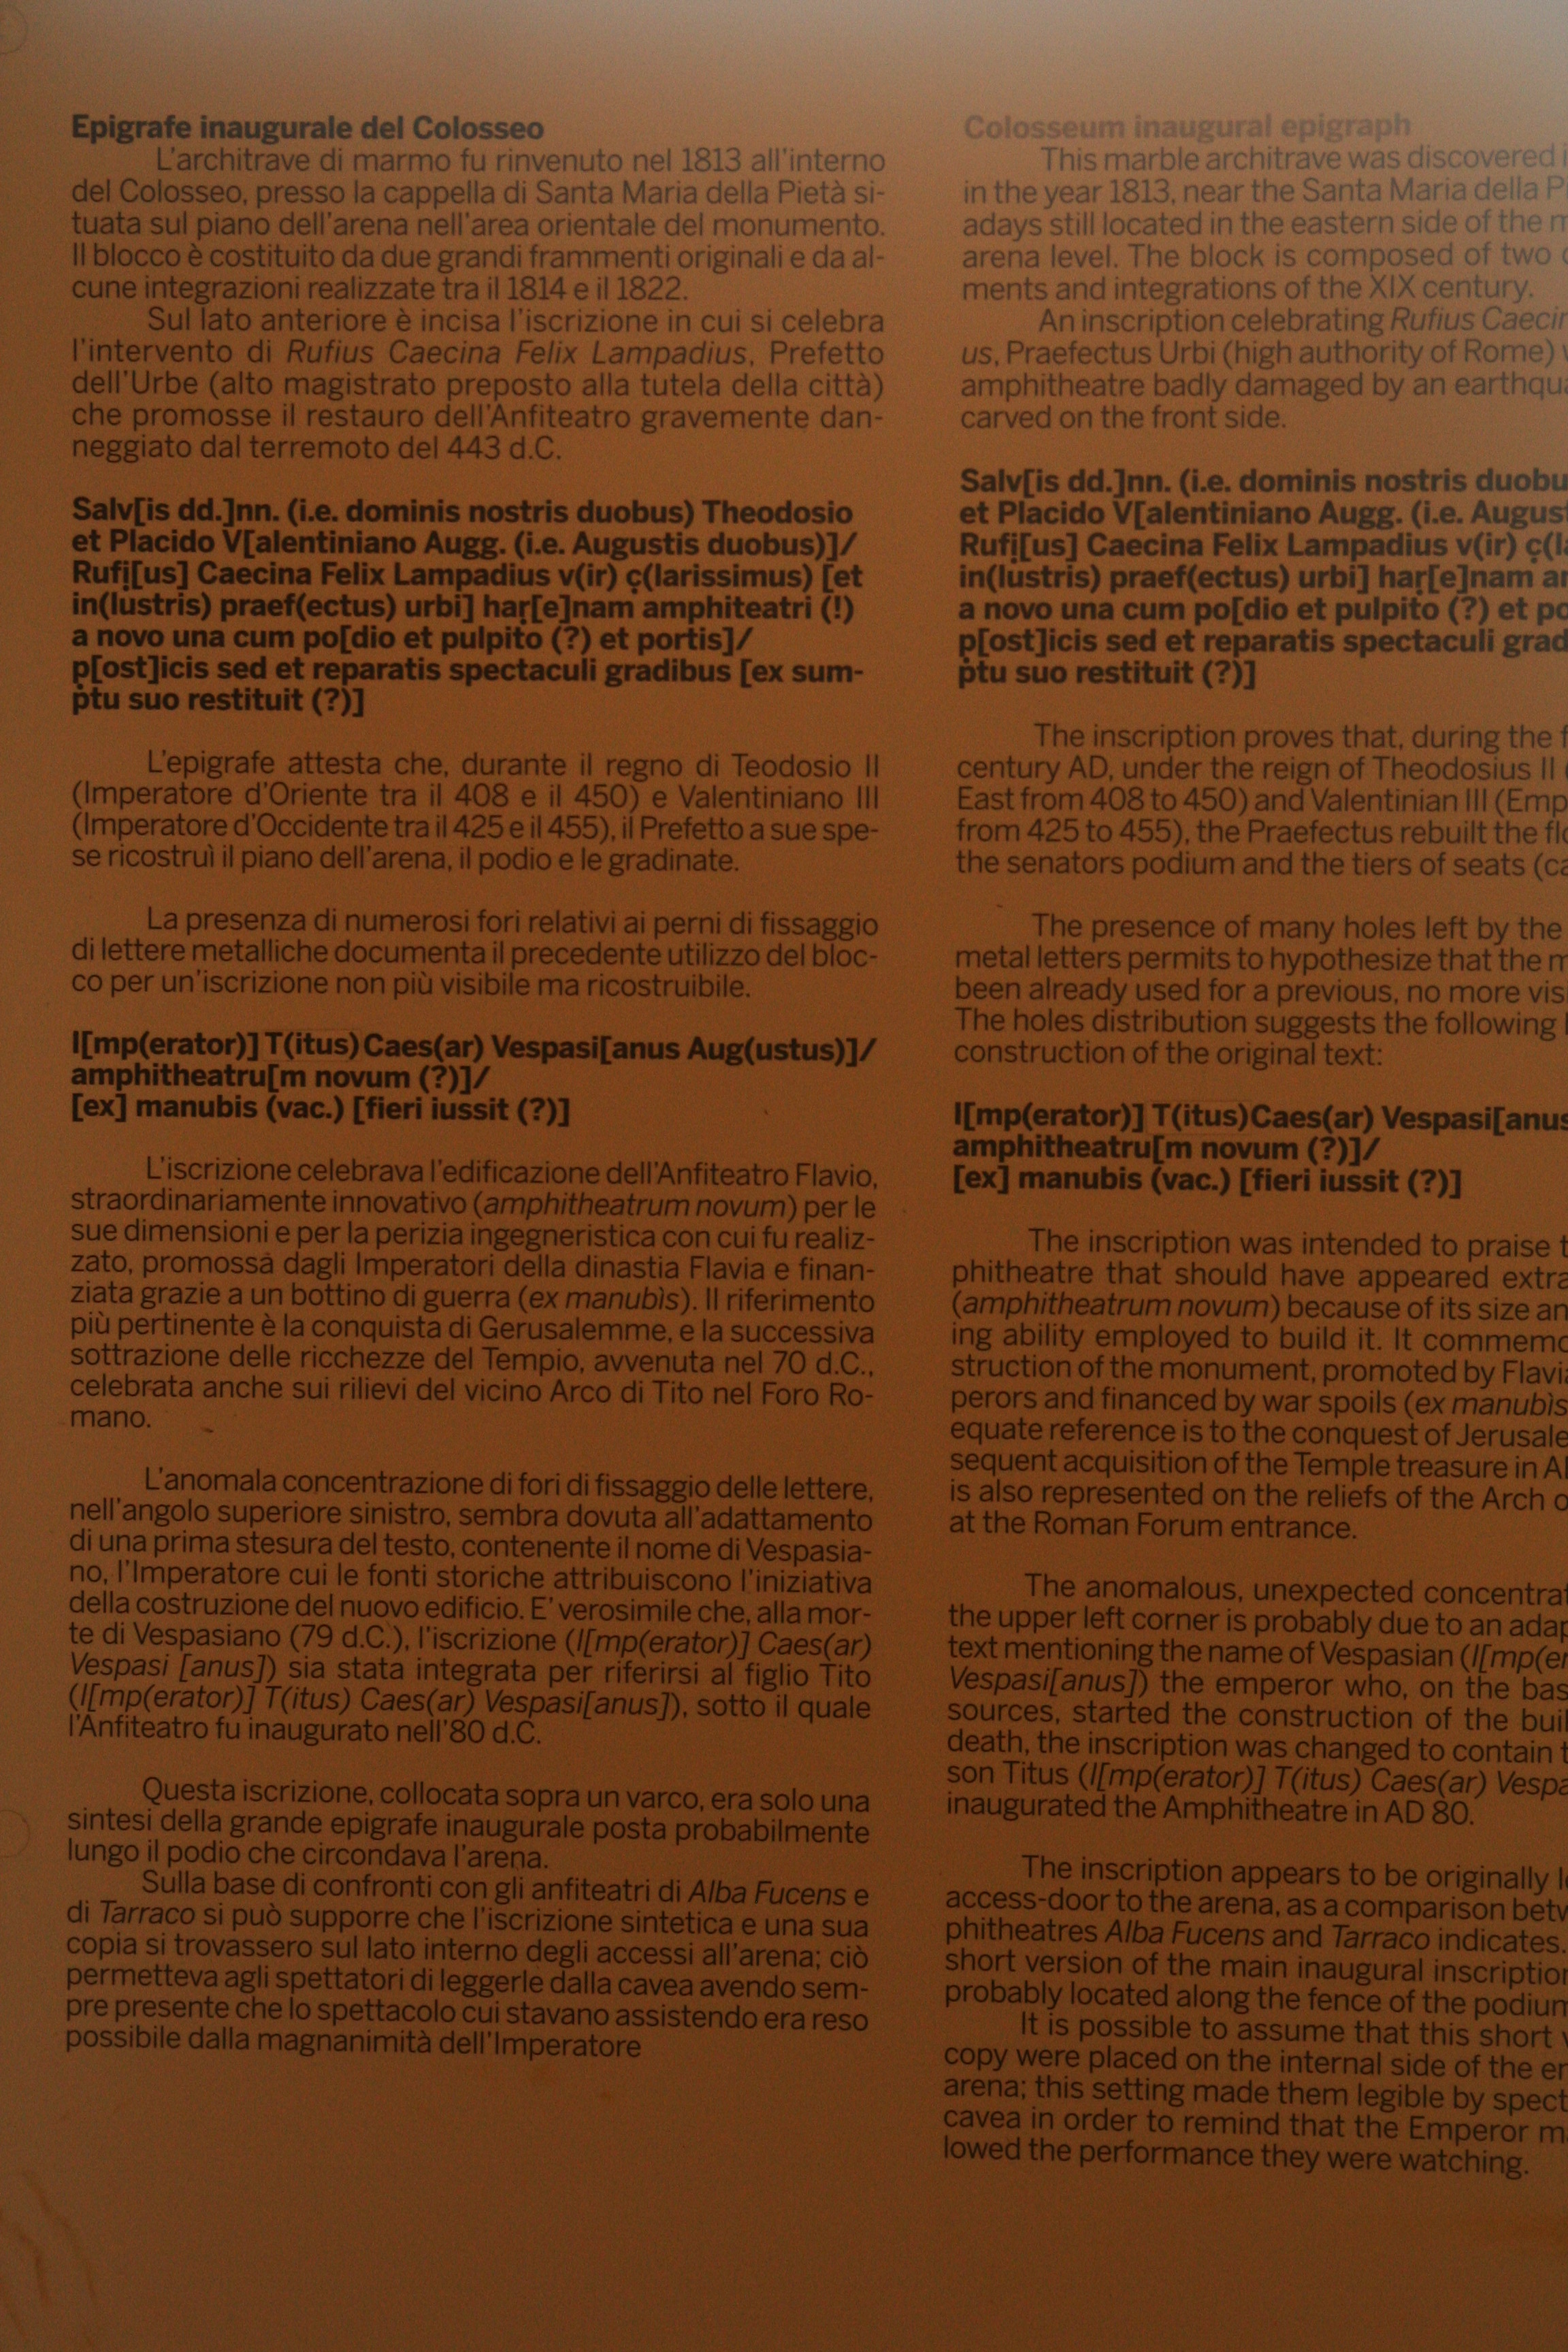 Epigrafe inaugurale del Colosseo
L'architrave di marmo fu rinvenuto nel 1813 all'interno
del Colosseo, presso la cappella di Santa Maria della Pietà si-
tuata sul piano dell'arena nell'area orientale del monumento.
Il blocco è costituito da due grandi frammenti originali e da al-
cune integrazioni realizzate tra il 1814 e il 1822.
Sul lato anteriore è incisa l'iscrizione in cui si celebra
l'intervento di Rufius Caecina Felix Lampadius, Prefetto
dell'Urbe (alto magistrato preposto alla tutela della città)
che promosse il restauro dell'Anfiteatro gravemente dan-
neggiato dal terremoto del 443 d.C.
Salv[is dd.]nn. (i.e. dominis nostris duobus) Theodosio
et Placido V[alentiniano Augg. (i.e. Augustis duobus)]/
Rufi̩[us] Caecina Felix Lampadius v(ir) c̩(larissimus) [et
in(lustris) praef(ectus) urbi] har̩[e]nam amphiteatri (!)
a novo una cum po[dio et pulpito (?) et portis]/
p̩[ost]icis sed et reparatis spectaculi gradibus [ex sum-
ptu suo restituit (?)]
L'epigrafe attesta che, durante il regno di Teodosio II
(Imperatore d'Oriente tra il 408 e il 450) e Valentiniano III
(Imperatore d'Occidente tra il 425 e il 455), il Prefetto a sue spe-
se ricostruì il piano dell'arena, il podio e le gradinate.
La presenza di numerosi fori relativi ai perni di fissaggio
di lettere metalliche documenta il precedente utilizzo del bloc-
co per un'iscrizione non più visibile ma ricostruibile.
I[mp(erator)] T(itus) Caes(ar) Vespasi[anus Aug(ustus)]/
amphitheatru[m novum (?)]/
[ex] manubis (vac.) [fieri iussit (?)]
L'iscrizione celebrava l'edificazione dell'Anfiteatro Flavio,
straordinariamente innovativo (amphitheatrum novum) per le
sue dimensioni e per la perizia ingegneristica con cui fu realiz-
zato, promossa dagli Imperatori della dinastia Flavia e finan-
ziata grazie a un bottino di guerra (ex manubìs). Il riferimento
più pertinente è la conquista di Gerusalemme, e la successiva
sottrazione delle ricchezze del Tempio, avvenuta nel 70 d.C.,
celebrata anche sui rilievi del vicino Arco di Tito nel Foro Ro-
mano.
L'anomala concentrazione di fori di fissaggio delle lettere,
nell'angolo superiore sinistro, sembra dovuta all'adattamento
di una prima stesura del testo, contenente il nome di Vespasia-
no, l'Imperatore cui le fonti storiche attribuiscono l'iniziativa
della costruzione del nuovo edificio. E' verosimile che, alla mor-
te di Vespasiano (79 d.C.), l'iscrizione (I[mp(erator)] Caes(ar)
Vespasi [anus]) sia stata integrata per riferirsi al figlio Tito
(I[mp(erator)] T(itus) Caes(ar) Vespasi[anus]), sotto il quale
l'Anfiteatro fu inaugurato nell'80 d.C.
Questa iscrizione, collocata sopra un varco, era solo una
sintesi della grande epigrafe inaugurale posta probabilmente
lungo il podio che circondava l'arena.
Sulla base di confronti con gli anfiteatri di Alba Fucens e
di Tarraco si può supporre che l'iscrizione sintetica e una sua
copia si trovassero sul lato interno degli accessi all'arena; ciò
permetteva agli spettatori di leggerle dalla cavea avendo sem-
pre presente che lo spettacolo cui stavano assistendo era reso
possibile dalla magnanimità dell'Imperatore
Colosseum inaugural epigraph
This marble architrave was discovered i
in the year 1813, near the Santa Maria della P
adays still located in the eastern side of the m
arena level. The block is composed of two
ments and integrations of the XIX century.
An inscription celebrating Rufius Caecin
us, Praefectus Urbi (high authority of Rome)
amphitheatre badly damaged by an earthqua
carved on the front side.
Salv[is dd.]nn. (i.e. dominis nostris duobu
et Placido V[alentiniano Augg. (i.e. August
Rufi̩[us] Caecina Felix Lampadius v(ir) c̩(la
in(lustris) praef(ectus) urbi] har̩[e]nam am
a novo una cum po[dio et pulpito (?) et po
p̩[ost]icis sed et reparatis spectaculi grad
ptu suo restituit (?)]
The inscription proves that, during the f
century AD, under the reign of Theodosius II (
East from 408 to 450) and Valentinian III (Emp
from 425 to 455), the Praefectus rebuilt the flo
the senators podium and the tiers of seats (ca
The presence of many holes left by the
metal letters permits to hypothesize that the m
been already used for a previous, no more vis
The holes distribution suggests the following
construction of the original text:
I[mp(erator)] T(itus)Caes(ar) Vespasi[anus
amphitheatru[m novum (?)]/
[ex] manubis (vac.) [fieri iussit (?)]
The inscription was intended to praise t
phitheatre that should have appeared extra
(amphitheatrum novum) because of its size an
ing ability employed to build it. It commemo
struction of the monument, promoted by Flavia
perors and financed by war spoils (ex manubìs
equate reference is to the conquest of Jerusale
sequent acquisition of the Temple treasure in A
is also represented on the reliefs of the Arch o
at the Roman Forum entrance.
The anomalous, unexpected concentrat
the upper left corner is probably due to an adap
text mentioning the name of Vespasian (I[mp(er
Vespasi[anus]) the emperor who, on the bas
sources, started the construction of the buil
death, the inscription was changed to contain t
son Titus (I[mp(erator)] T(itus) Caes(ar) Vespa
inaugurated the Amphitheatre in AD 80.
The inscription appears to be originally l
access-door to the arena, as a comparison betw
phitheatres Alba Fucens and Tarraco indicates.
short version of the main inaugural inscription
probably located along the fence of the podium
It is possible to assume that this short v
copy were placed on the internal side of the en
arena; this setting made them legible by spect
cavea in order to remind that the Emperor ma
lowed the performance they were watching.